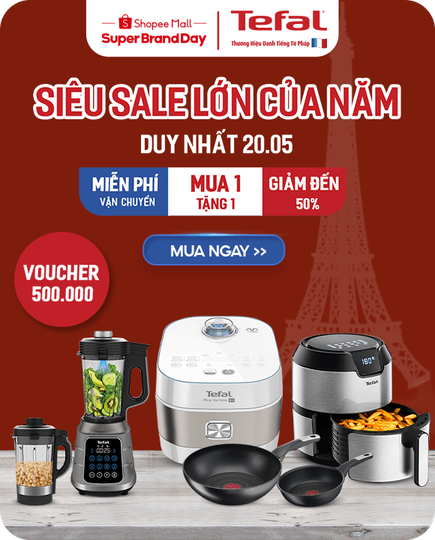 Shopee Mall
Super Brand Day
Tefal
Thương Hiệu Danh Tiếng Từ Pháp
SIÊU SALE LỚN CỦA NĂM
DUY NHẤT 20.05
MIỄN PHÍ
VẬN CHUYỂN
MUA 1
TẶNG 1
GIẢM ĐẾN
50%
MUA NGAY >>
VOUCHER
500.000
Tefal
Tefal
Tefal